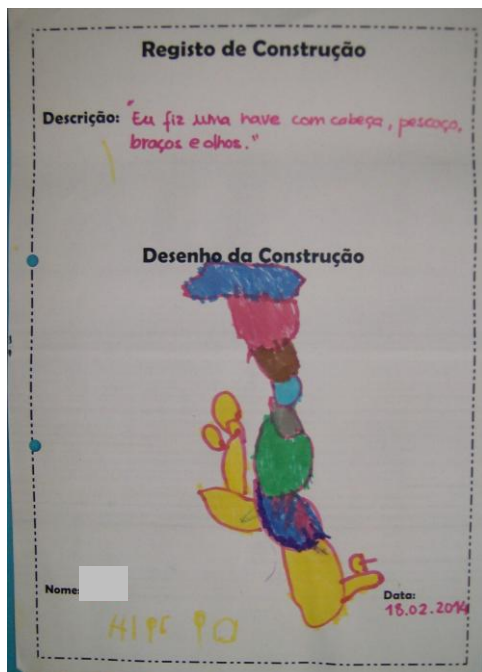 Registo de Construção
Descrição: "Eu fiz uma nave com cabeça, pescoço,
braços e olhos."
Desenho da Construção
Nome:
Data:
18.02.2014